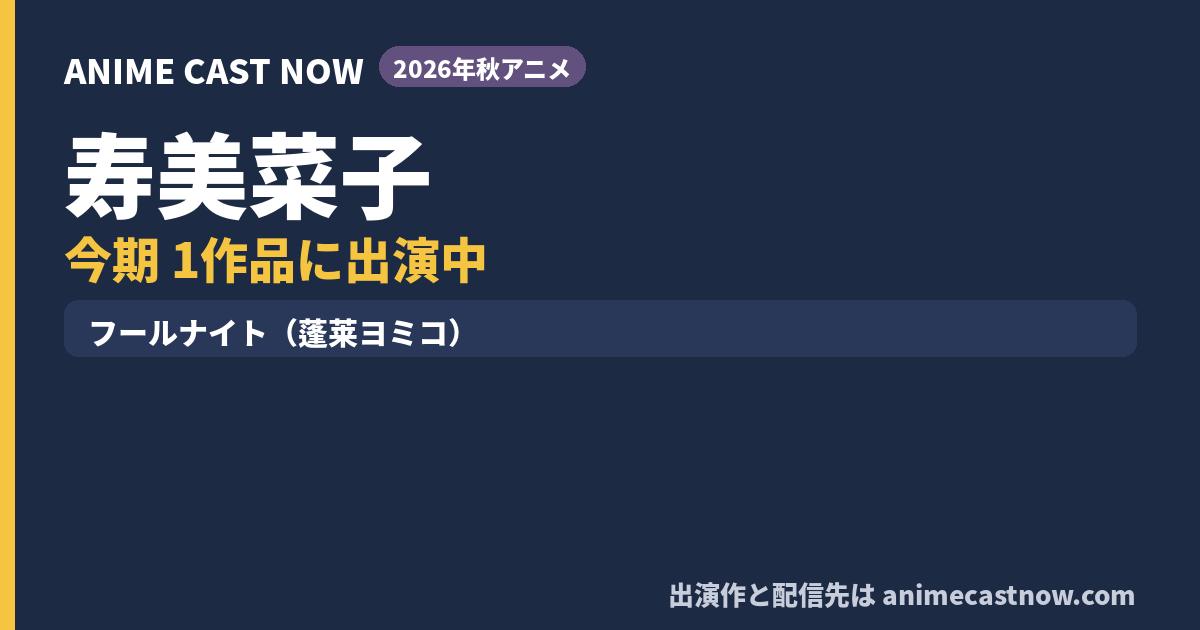 ANIME CAST NOW 2026年秋アニメ
寿美菜子
今期 1作品に出演中
フールナイト（蓬莱ヨミコ）
出演作と配信先は animecastnow.com